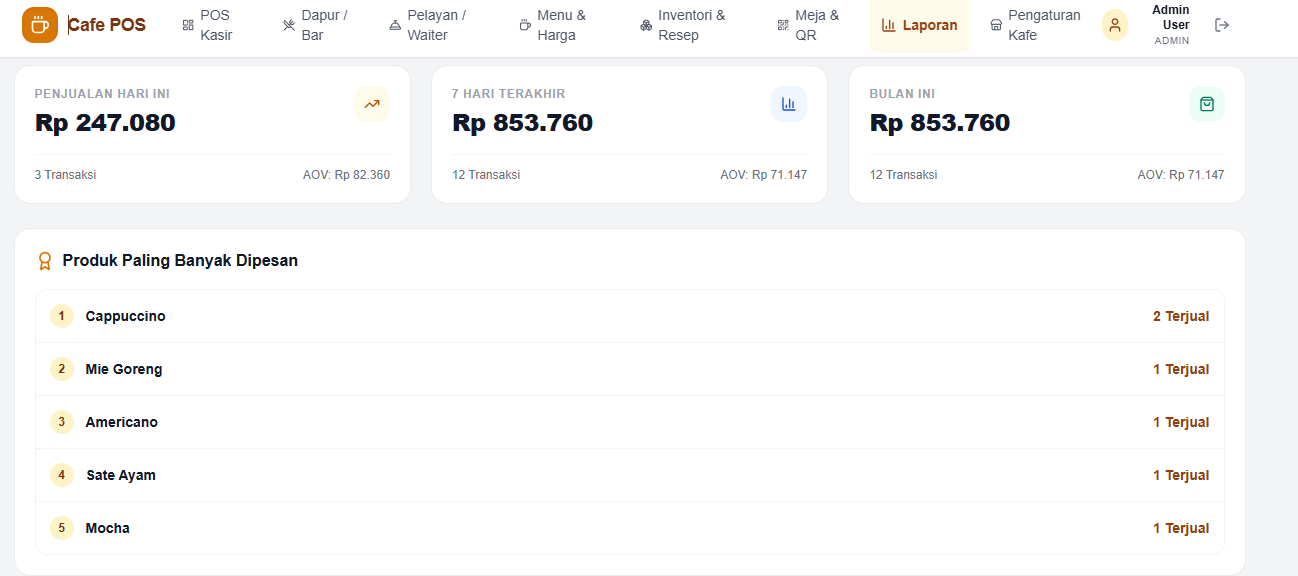 Cafe POS
POS
Kasir
Dapur /
Bar
Pelayan /
Waiter
Menu &
Harga
Inventori &
Resep
Meja &
QR
Laporan
Pengaturan
Kafe
Admin
User
ADMIN
PENJUALAN HARI INI
Rp 247.080
3 Transaksi
AOV: Rp 82.360
7 HARI TERAKHIR
Rp 853.760
12 Transaksi
AOV: Rp 71.147
BULAN INI
Rp 853.760
12 Transaksi
AOV: Rp 71.147
Produk Paling Banyak Dipesan
1 Cappuccino 2 Terjual
2 Mie Goreng 1 Terjual
3 Americano 1 Terjual
4 Sate Ayam 1 Terjual
5 Mocha 1 Terjual